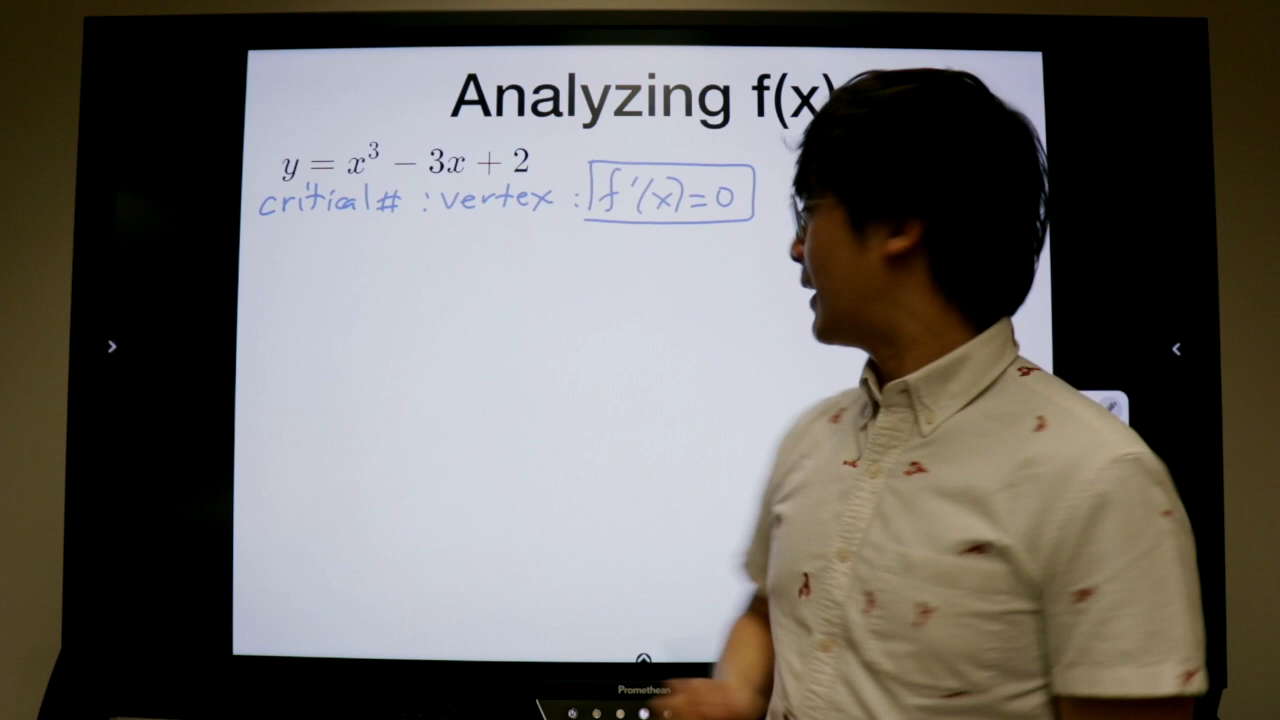 Analyzing f(x)
y = x³ − 3x + 2
critical # : vertex : f'(x) = 0
Promethean